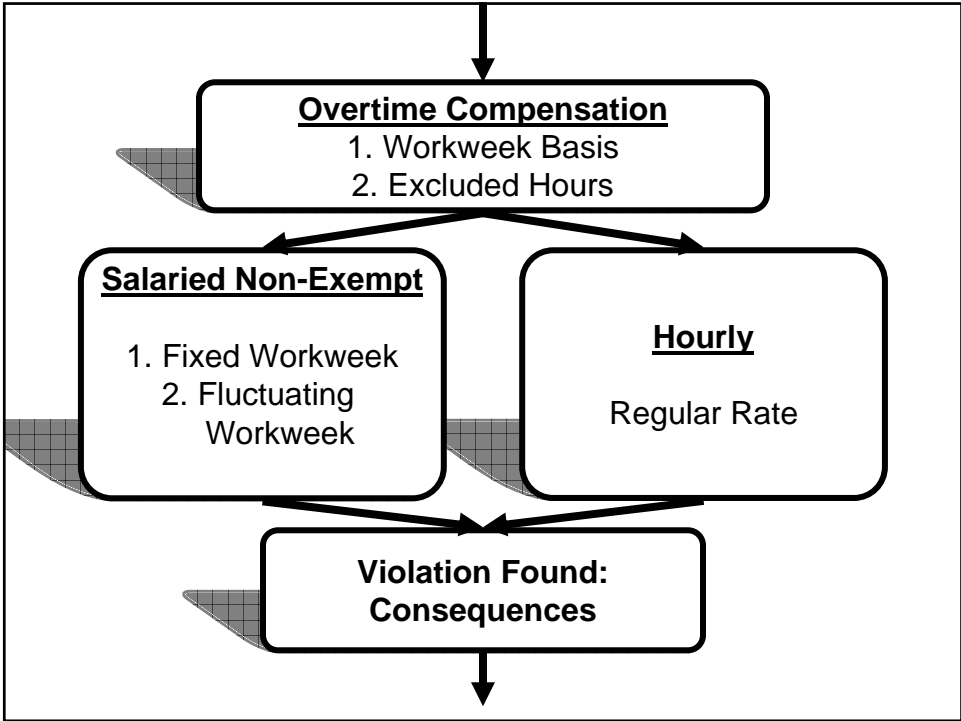 Overtime Compensation
1. Workweek Basis
2. Excluded Hours
Salaried Non-Exempt
1. Fixed Workweek
2. Fluctuating
Workweek
Hourly
Regular Rate
Violation Found:
Consequences